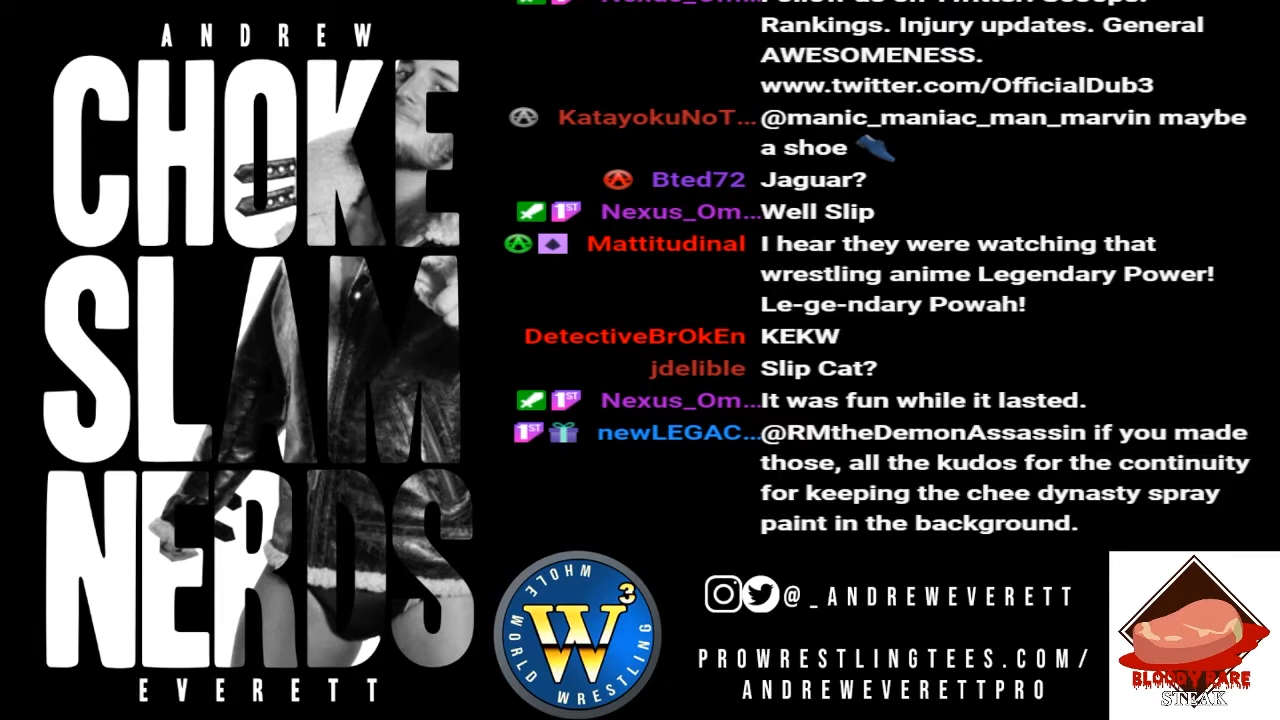 ANDREW
CHOKE
SLAM
NERDS
EVERETT
Rankings. Injury updates. General
AWESOMENESS.
www.twitter.com/OfficialDub3
KatayokuNoT... @manic_maniac_man_marvin maybe
a shoe
Bted72 Jaguar?
1ST Nexus_Om... Well Slip
Mattitudinal I hear they were watching that
wrestling anime Legendary Power!
Le-ge-ndary Powah!
DetectiveBrOkEn KEKW
jdelible Slip Cat?
1ST Nexus_Om... It was fun while it lasted.
1ST newLEGAC... @RMtheDemonAssassin if you made
those, all the kudos for the continuity
for keeping the chee dynasty spray
paint in the background.
WHOLE
W3
WORLD WRESTLING
@_ANDREWEVERETT
PROWRESTLINGTEES.COM/
ANDREWEVERETTPRO
BLOODY RARE
STEAK